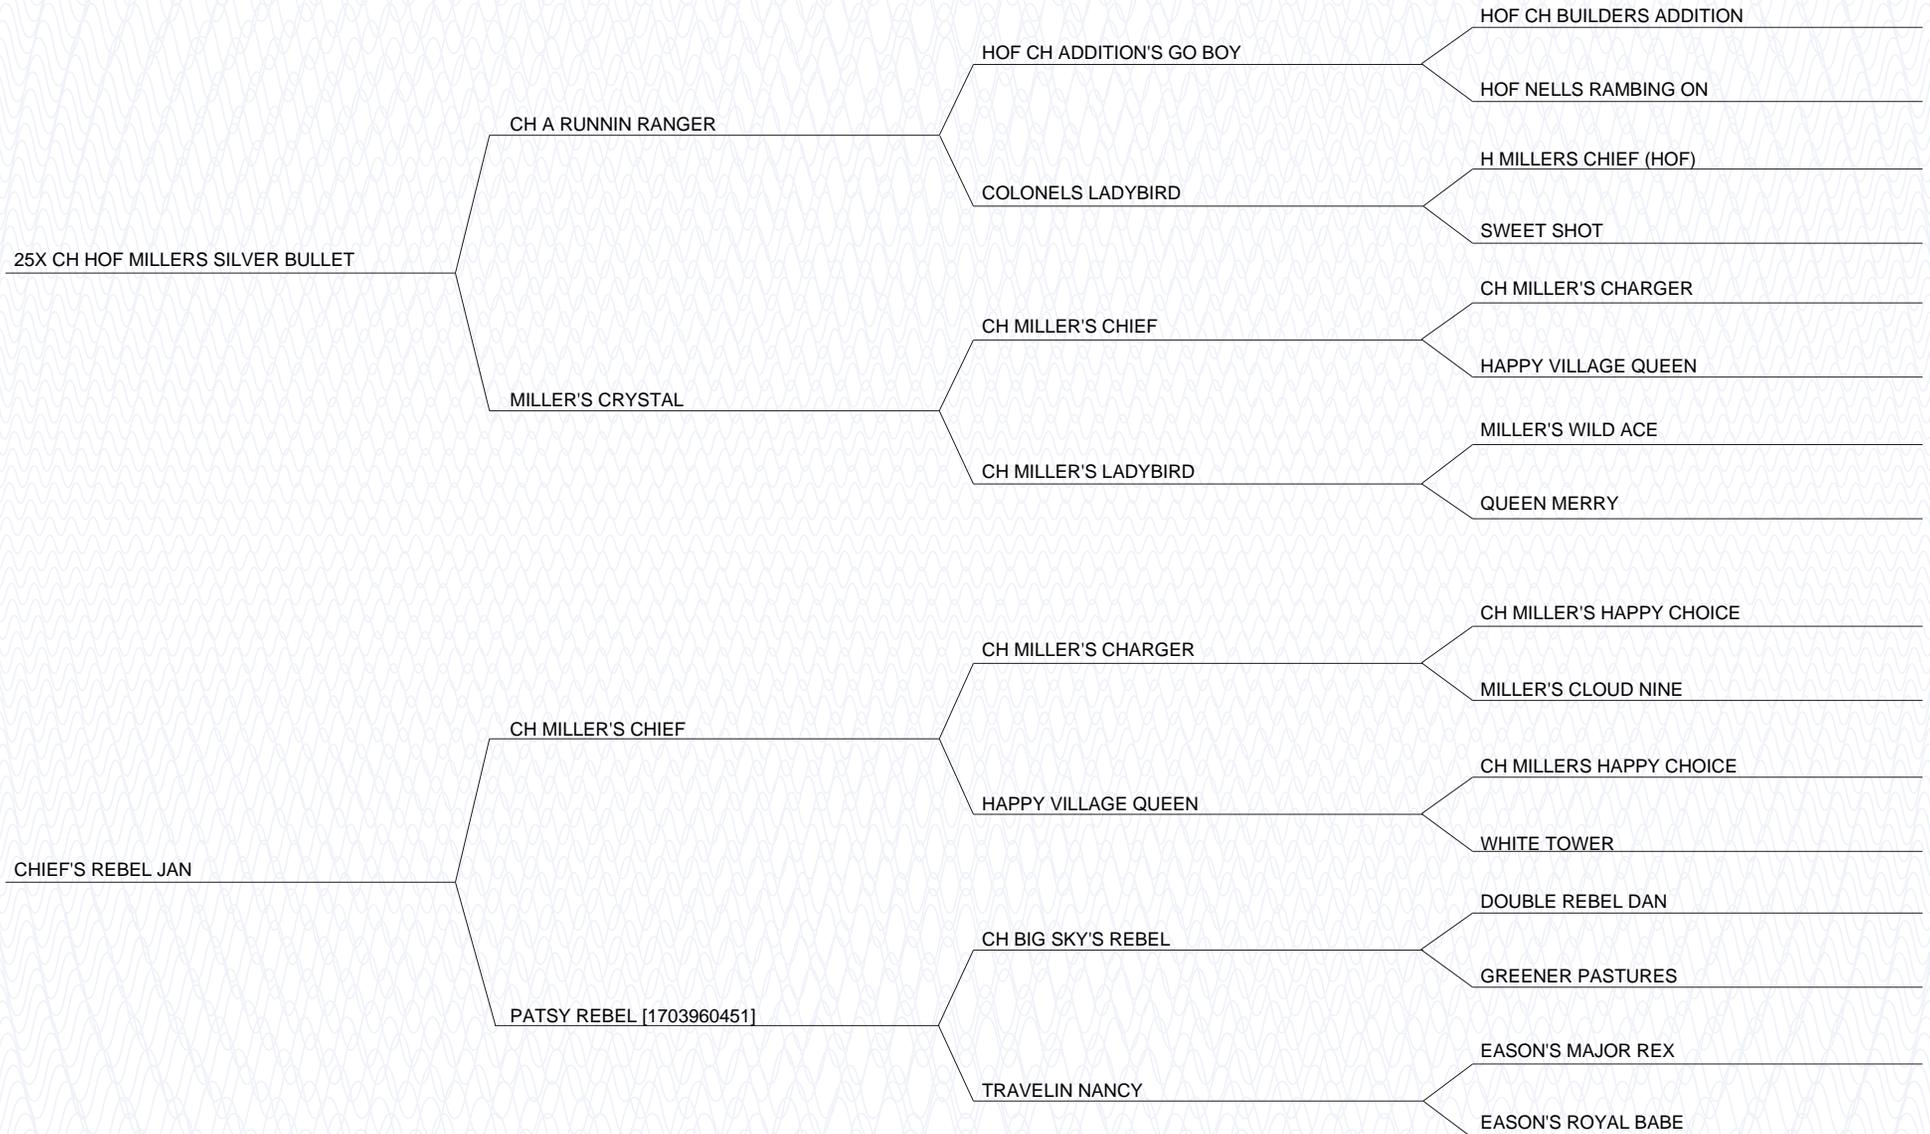 HOF CH BUILDERS ADDITION
HOF CH ADDITION'S GO BOY
HOF NELLS RAMBING ON
CH A RUNNIN RANGER
H MILLERS CHIEF (HOF)
COLONELS LADYBIRD
SWEET SHOT
25X CH HOF MILLERS SILVER BULLET
CH MILLER'S CHARGER
CH MILLER'S CHIEF
HAPPY VILLAGE QUEEN
MILLER'S CRYSTAL
MILLER'S WILD ACE
CH MILLER'S LADYBIRD
QUEEN MERRY
CH MILLER'S HAPPY CHOICE
CH MILLER'S CHARGER
MILLER'S CLOUD NINE
CH MILLER'S CHIEF
CH MILLERS HAPPY CHOICE
HAPPY VILLAGE QUEEN
WHITE TOWER
CHIEF'S REBEL JAN
DOUBLE REBEL DAN
CH BIG SKY'S REBEL
GREENER PASTURES
PATSY REBEL [1703960451]
EASON'S MAJOR REX
TRAVELIN NANCY
EASON'S ROYAL BABE